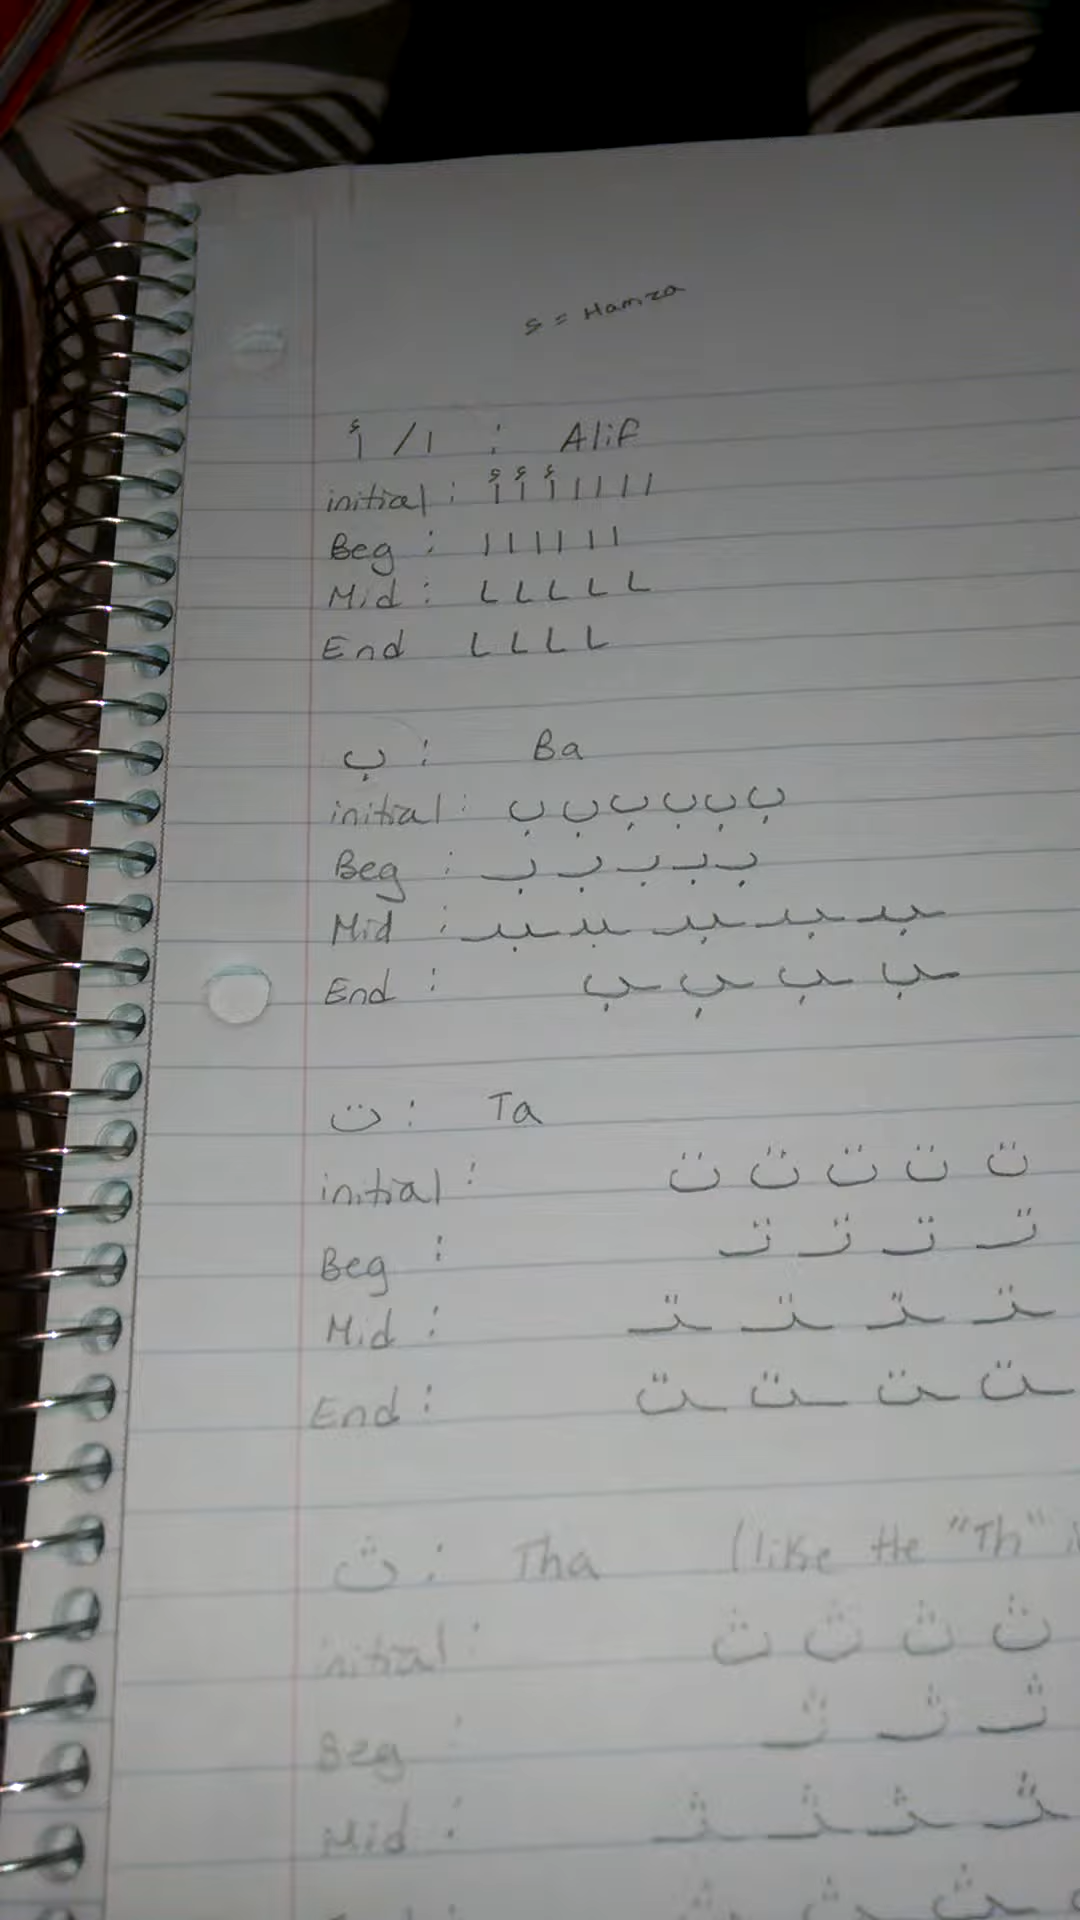 ء = Hamza
أ / ا : Alif
initial : أ أ أ ا ا ا ا
Beg : ا ا ا ا ا ا
Mid : ـا ـا ـا ـا ـا
End ـا ـا ـا ـا
ب : Ba
initial : ب ب ب ب ب ب
Beg : بـ بـ بـ بـ بـ
Mid : ـبـ ـبـ ـبـ ـبـ ـبـ
End : ـب ـب ـب ـب
ت : Ta
initial : ت ت ت ت ت
Beg : تـ تـ تـ تـ
Mid : ـتـ ـتـ ـتـ ـتـ
End : ـت ـت ـت ـت
ث : Tha (like the "Th"
initial : ث ث ث ث
Beg : ثـ ثـ ثـ
Mid : ـثـ ـثـ ـثـ ـثـ